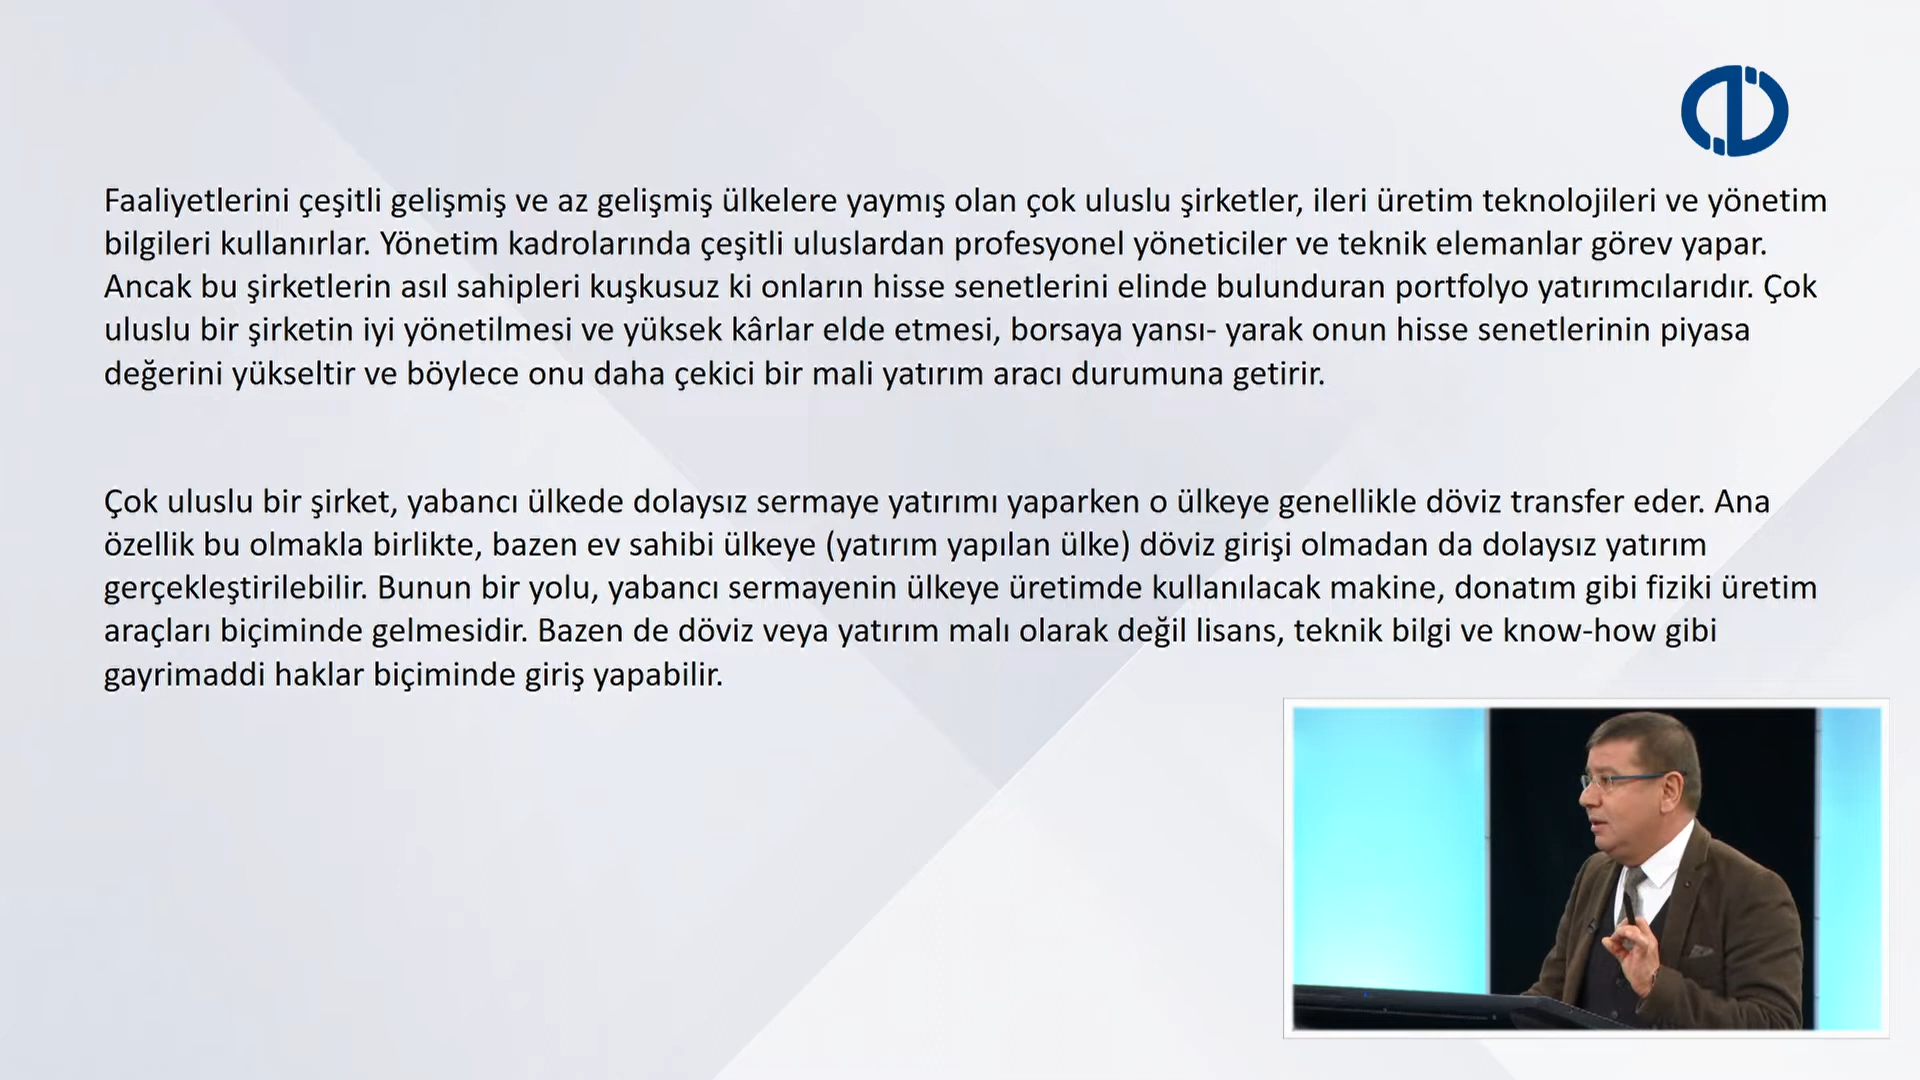 Faaliyetlerini çeşitli gelişmiş ve az gelişmiş ülkelere yaymış olan çok uluslu şirketler, ileri üretim teknolojileri ve yönetim
bilgileri kullanırlar. Yönetim kadrolarında çeşitli uluslardan profesyonel yöneticiler ve teknik elemanlar görev yapar.
Ancak bu şirketlerin asıl sahipleri kuşkusuz ki onların hisse senetlerini elinde bulunduran portfolyo yatırımcılarıdır. Çok
uluslu bir şirketin iyi yönetilmesi ve yüksek kârlar elde etmesi, borsaya yansı- yarak onun hisse senetlerinin piyasa
değerini yükseltir ve böylece onu daha çekici bir mali yatırım aracı durumuna getirir.
Çok uluslu bir şirket, yabancı ülkede dolaysız sermaye yatırımı yaparken o ülkeye genellikle döviz transfer eder. Ana
özellik bu olmakla birlikte, bazen ev sahibi ülkeye (yatırım yapılan ülke) döviz girişi olmadan da dolaysız yatırım
gerçekleştirilebilir. Bunun bir yolu, yabancı sermayenin ülkeye üretimde kullanılacak makine, donatım gibi fiziki üretim
araçları biçiminde gelmesidir. Bazen de döviz veya yatırım malı olarak değil lisans, teknik bilgi ve know-how gibi
gayrimaddi haklar biçiminde giriş yapabilir.